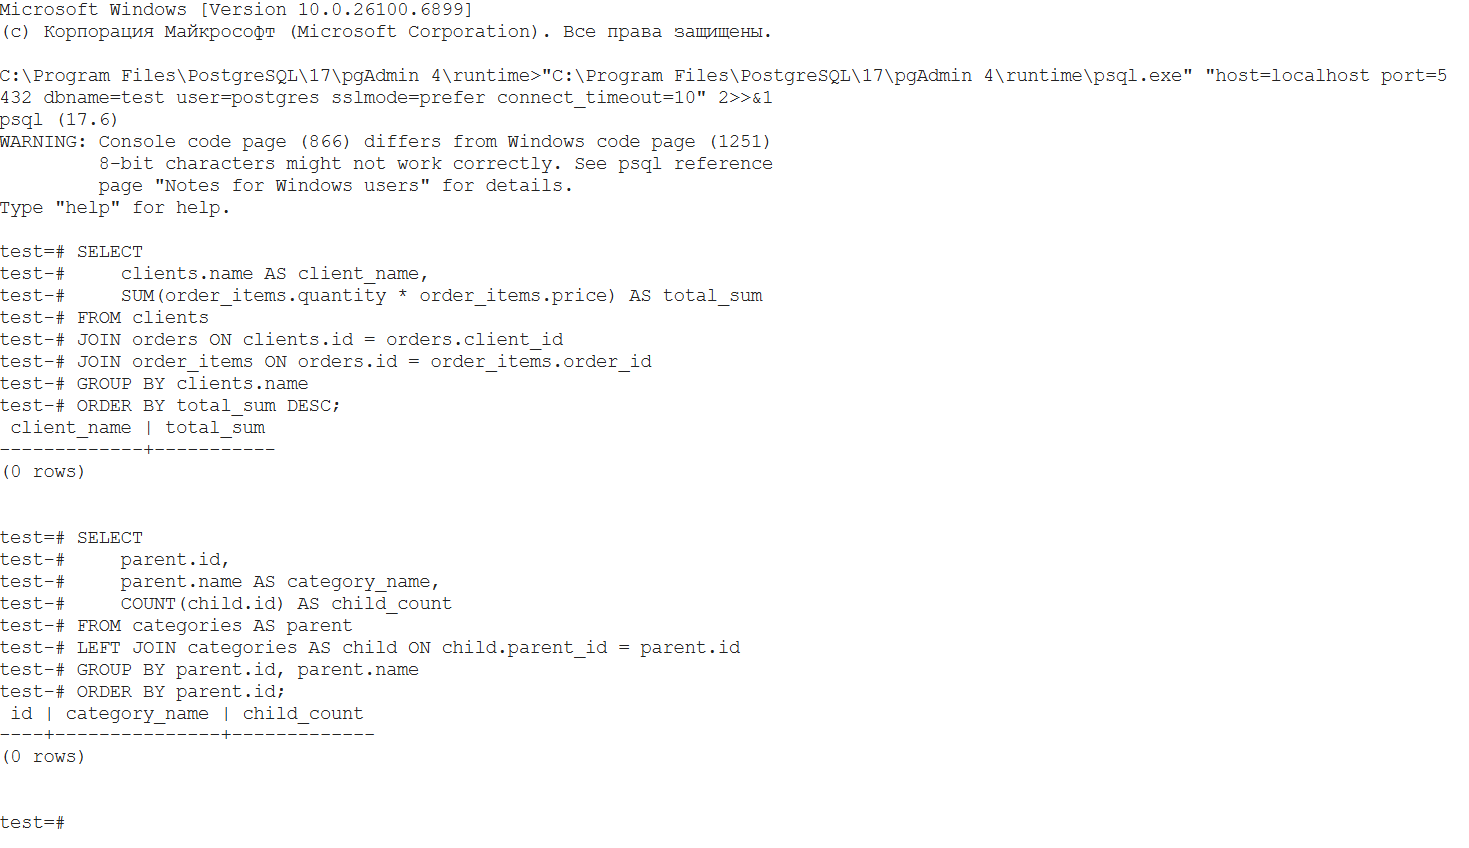 Microsoft Windows [Version 10.0.26100.6899]
(c) Корпорация Майкрософт (Microsoft Corporation). Все права защищены.
C:\Program Files\PostgreSQL\17\pgAdmin 4\runtime>"C:\Program Files\PostgreSQL\17\pgAdmin 4\runtime\psql.exe" "host=localhost port=5
432 dbname=test user=postgres sslmode=prefer connect_timeout=10" 2>>&1
psql (17.6)
WARNING: Console code page (866) differs from Windows code page (1251)
         8-bit characters might not work correctly. See psql reference
         page "Notes for Windows users" for details.
Type "help" for help.
test=# SELECT
test-#     clients.name AS client_name,
test-#     SUM(order_items.quantity * order_items.price) AS total_sum
test-# FROM clients
test-# JOIN orders ON clients.id = orders.client_id
test-# JOIN order_items ON orders.id = order_items.order_id
test-# GROUP BY clients.name
test-# ORDER BY total_sum DESC;
 client_name | total_sum
-------------+-----------
(0 rows)
test=# SELECT
test-#     parent.id,
test-#     parent.name AS category_name,
test-#     COUNT(child.id) AS child_count
test-# FROM categories AS parent
test-# LEFT JOIN categories AS child ON child.parent_id = parent.id
test-# GROUP BY parent.id, parent.name
test-# ORDER BY parent.id;
 id | category_name | child_count
----+---------------+-------------
(0 rows)
test=#